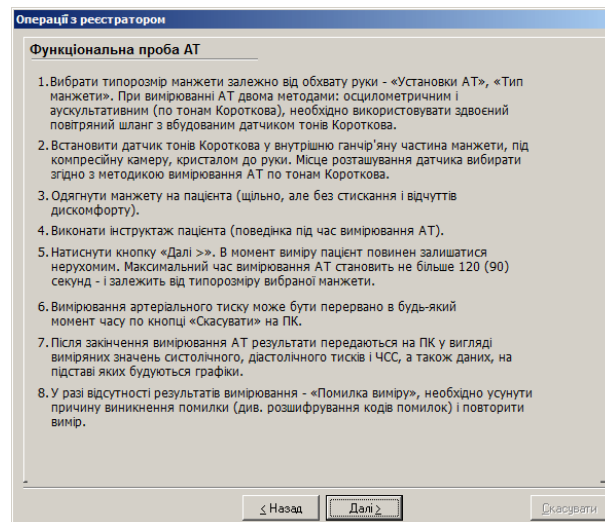 Операції з реєстратором
Функціональна проба АТ
1. Вибрати типорозмір манжети залежно від обхвату руки - «Установки АТ», «Тип
манжети». При вимірюванні АТ двома методами: осцилометричним і
аускультативним (по тонам Короткова), необхідно використовувати здвоєний
повітряний шланг з вбудованим датчиком тонів Короткова.
2. Встановити датчик тонів Короткова у внутрішню ганчір'яну частина манжети, під
компресійну камеру, кристалом до руки. Місце розташування датчика вибирати
згідно з методикою вимірювання АТ по тонам Короткова.
3. Одягнути манжету на пацієнта (щільно, але без стискання і відчуттів
дискомфорту).
4. Виконати інструктаж пацієнта (поведінка під час вимірювання АТ).
5. Натиснути кнопку «Далі >». В момент виміру пацієнт повинен залишатися
нерухомим. Максимальний час вимірювання АТ становить не більше 120 (90)
секунд - і залежить від типорозміру вибраної манжети.
6. Вимірювання артеріального тиску може бути перервано в будь-який
момент часу по кнопці «Скасувати» на ПК.
7. Після закінчення вимірювання АТ результати передаються на ПК у вигляді
виміряних значень систолічного, діастолічного тисків і ЧСС, а також даних, на
підставі яких будуються графіки.
8. У разі відсутності результатів вимірювання - «Помилка виміру», необхідно усунути
причину виникнення помилки (див. розшифрування кодів помилок) і повторити
вимір.
< Назад Далі > Скасувати